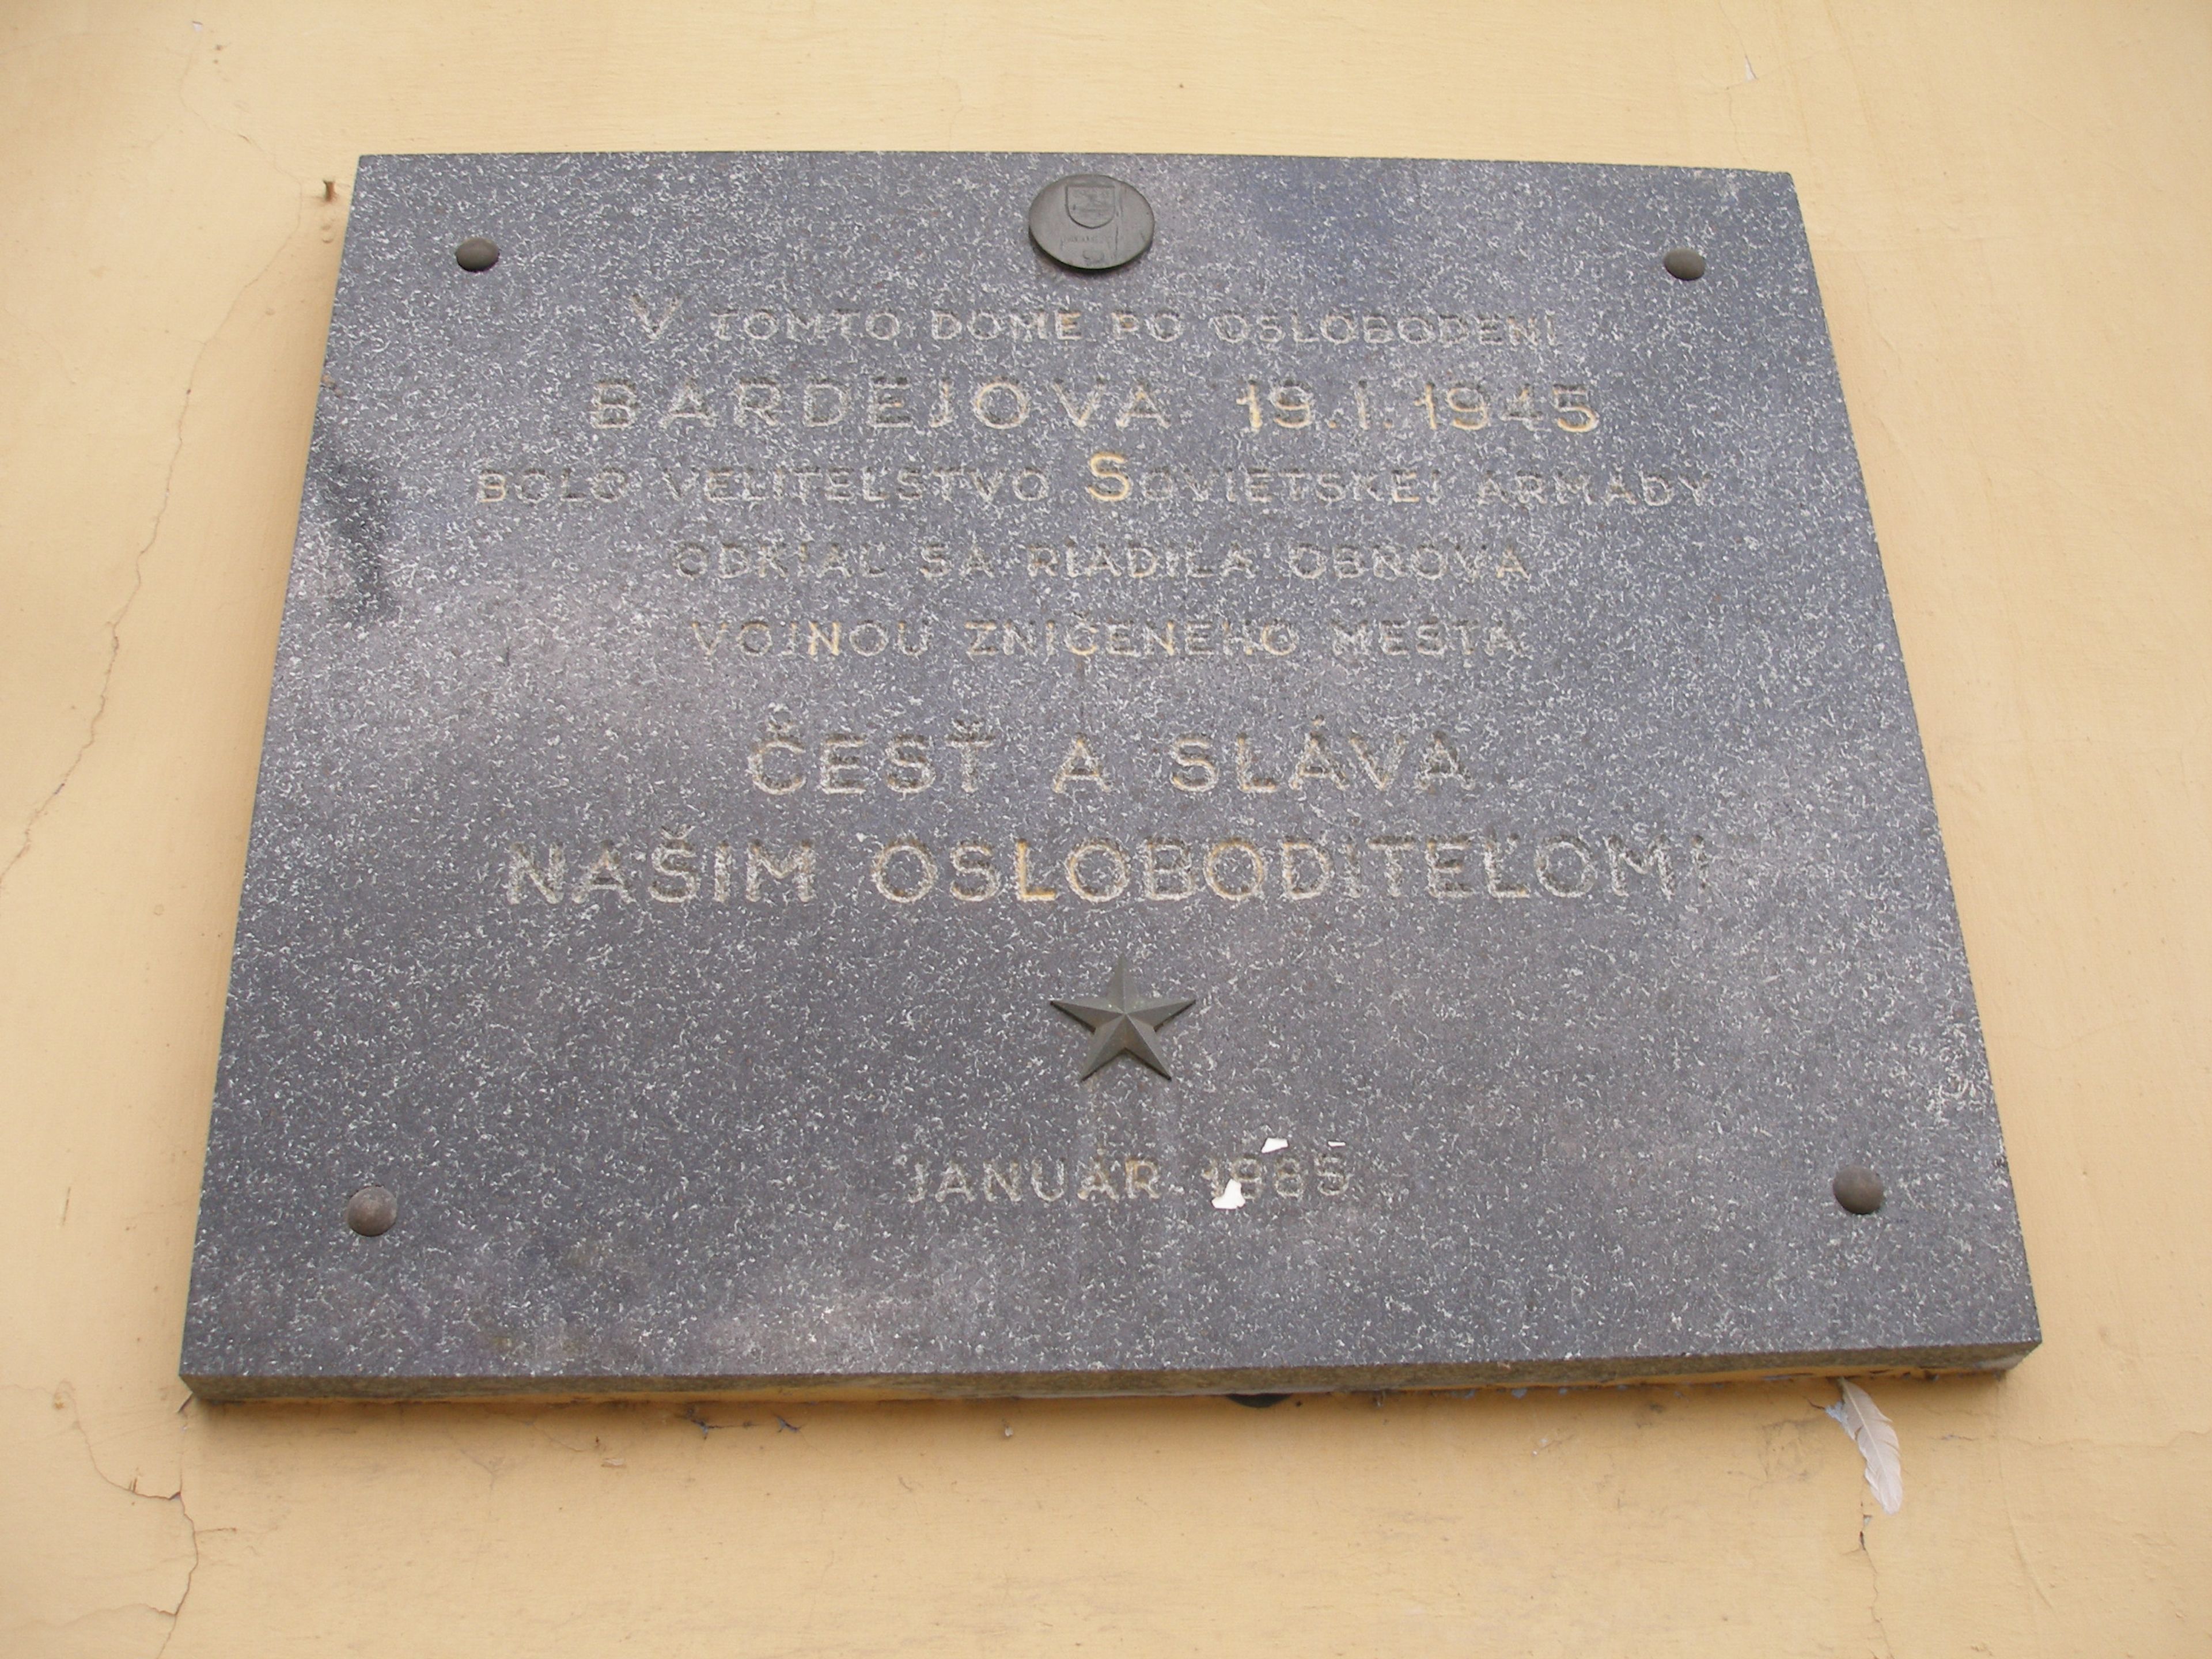 V TOMTO DOME PO OSLOBODENÍ
BARDEJOVA 19.I.1945
BOLO VELITEĽSTVO SOVIETSKEJ ARMÁDY
ODKIAĽ SA RIADILA OBNOVA
VOJNOU ZNIČENÉHO MESTA
ČESŤ A SLÁVA
NAŠIM OSLOBODITEĽOM!
JANUÁR 1985